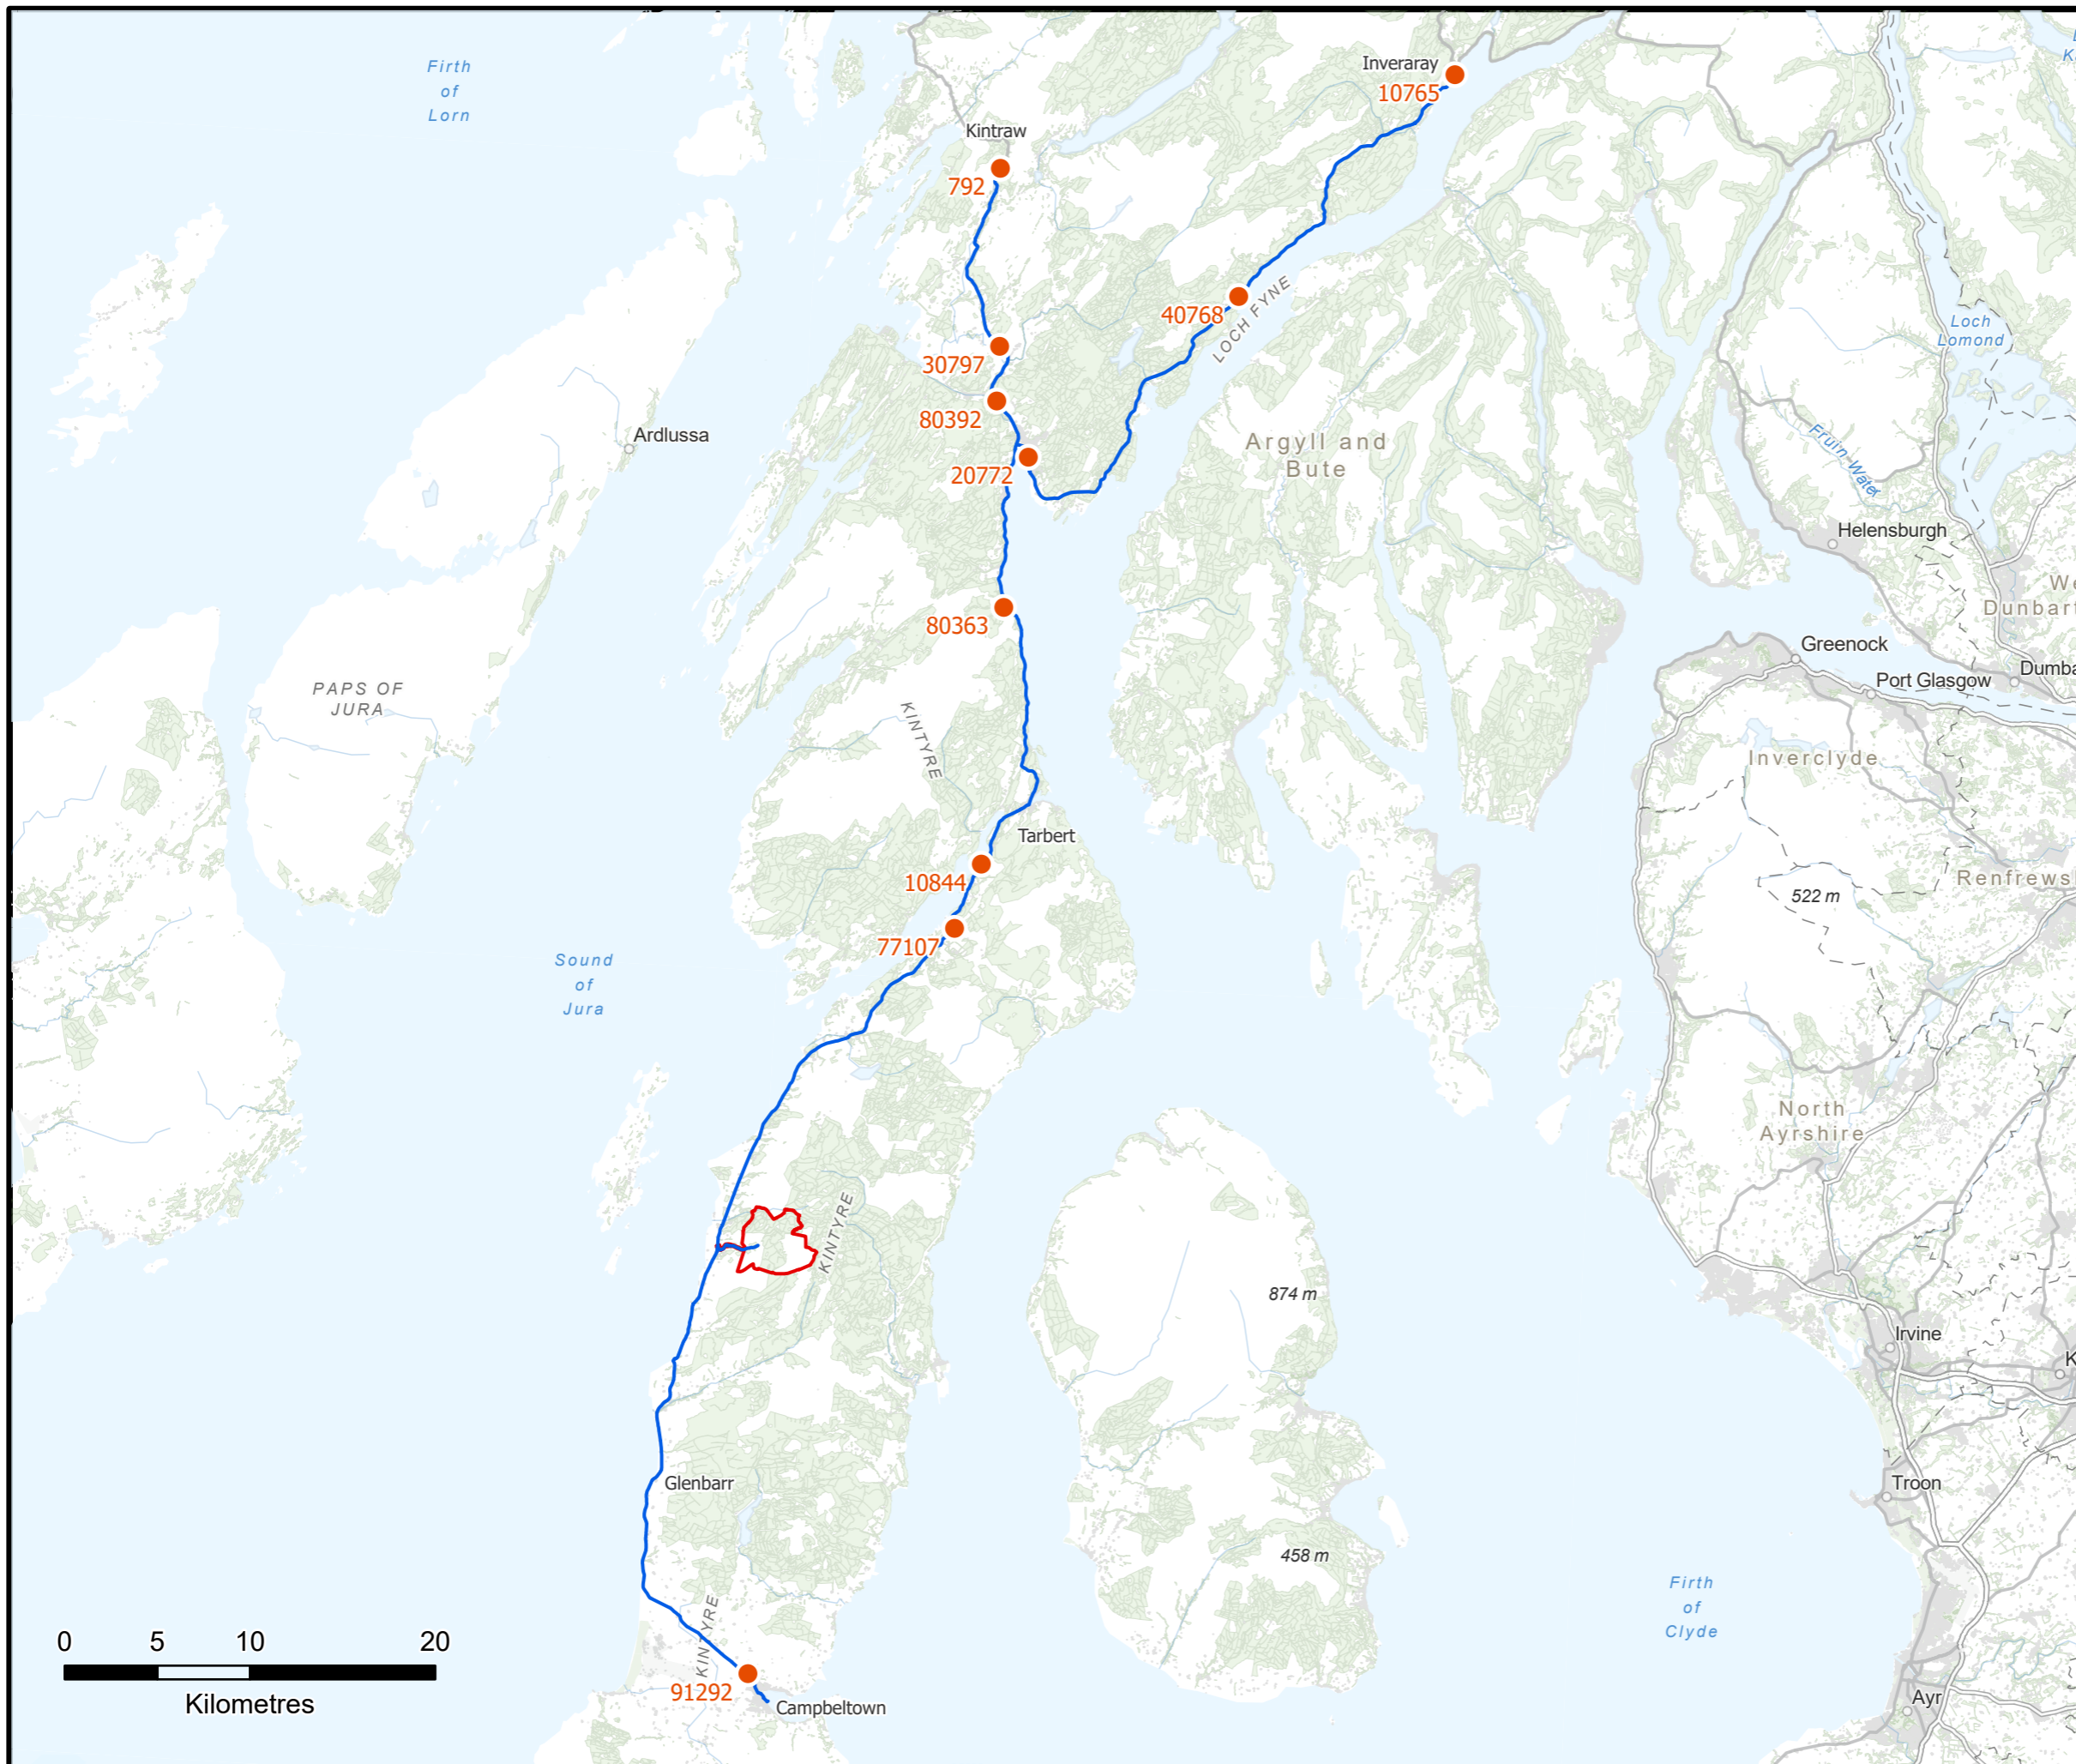 Firth
of
Lorn
Inveraray
10765
Kintraw
792
40768
LOCH FYNE
Loch
Lomond
30797
80392
Ardlussa
Argyll and
Bute
Fruin Water
20772
Helensburgh
80363
Greenock
Port Glasgow
PAPS OF
JURA
KINTYRE
Inverclyde
Tarbert
10844
522 m
77107
Sound
of
Jura
North
Ayrshire
KINTYRE
874 m
Irvine
Glenbarr
Troon
458 m
Firth
of
Clyde
KINTYRE
0 5 10 20
Kilometres
91292
Campbeltown
Ayr